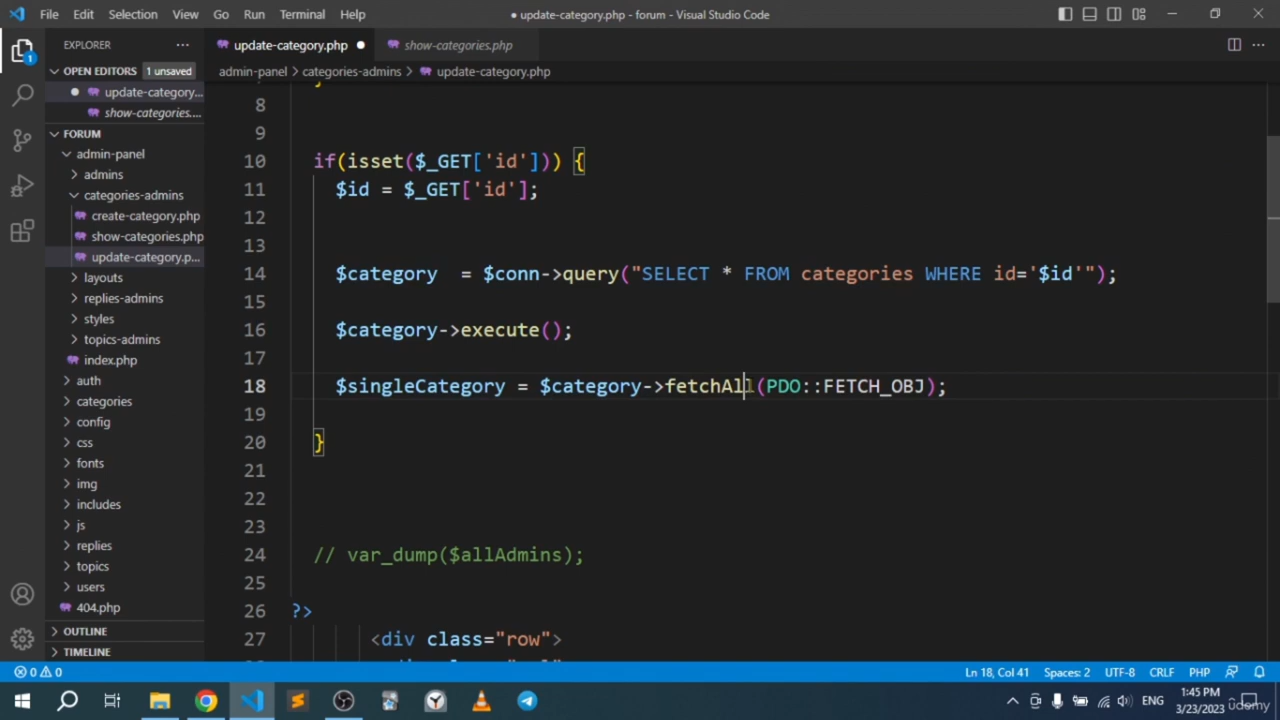 File Edit Selection View Go Run Terminal Help
● update-category.php - forum - Visual Studio Code
EXPLORER
OPEN EDITORS 1 unsaved
update-category...
show-categories....
FORUM
admin-panel
admins
categories-admins
create-category.php
show-categories.php
update-category.p...
layouts
replies-admins
styles
topics-admins
index.php
auth
categories
config
css
fonts
img
includes
js
replies
topics
users
404.php
OUTLINE
TIMELINE
update-category.php ● show-categories.php
admin-panel > categories-admins > update-category.php
8
9
10 if(isset($_GET['id'])) {
11 $id = $_GET['id'];
12
13
14 $category  = $conn->query("SELECT * FROM categories WHERE id='$id'");
15
16 $category->execute();
17
18 $singleCategory = $category->fetchAll(PDO::FETCH_OBJ);
19
20 }
21
22
23
24 // var_dump($allAdmins);
25
26 ?>
27 <div class="row">
0 0 Ln 18, Col 41 Spaces: 2 UTF-8 CRLF PHP
1
ENG 1:45 PM
3/23/2023
udemy